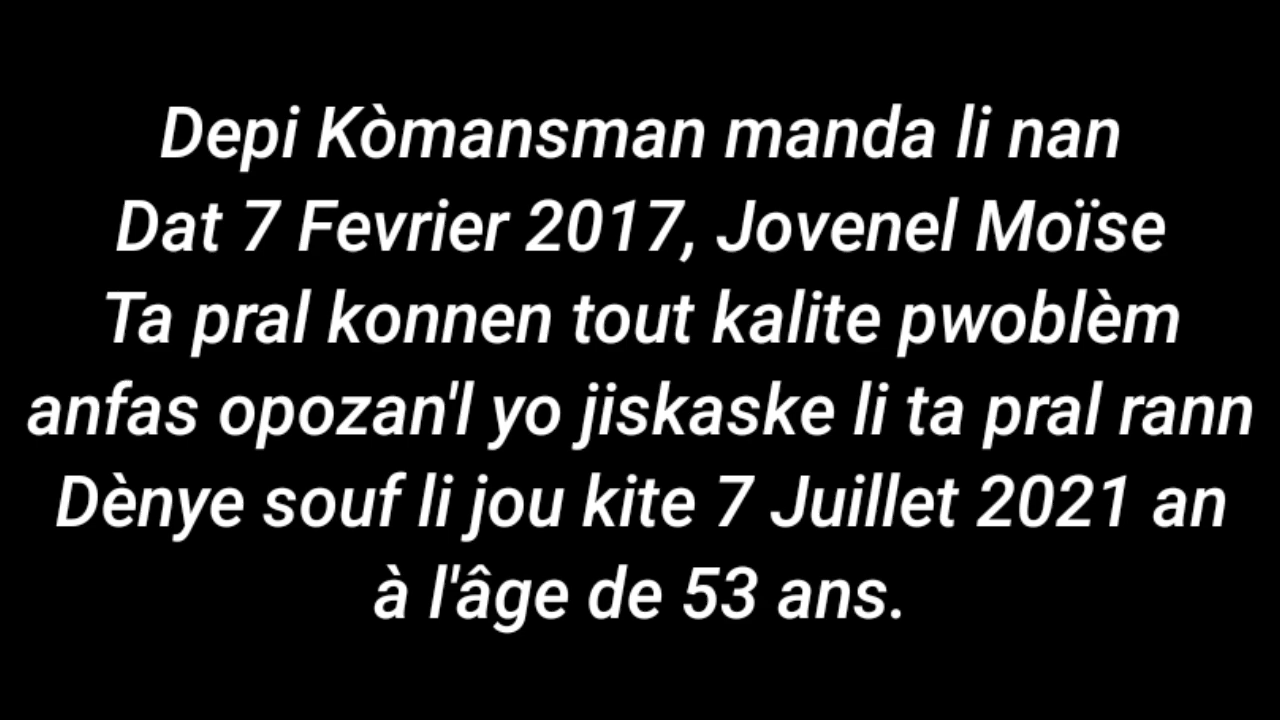 Depi Kòmansman manda li nan
Dat 7 Fevrier 2017, Jovenel Moïse
Ta pral konnen tout kalite pwoblèm
anfas opozan'l yo jiskaske li ta pral rann
Dènye souf li jou kite 7 Juillet 2021 an
à l'âge de 53 ans.